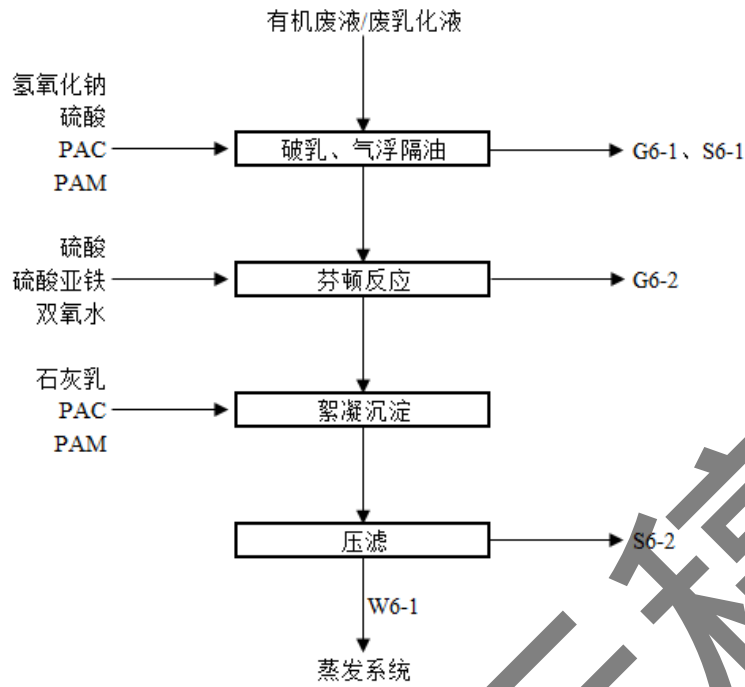 有机废液/废乳化液
氢氧化钠
硫酸
PAC
PAM
破乳、气浮隔油
G6-1、S6-1
硫酸
硫酸亚铁
双氧水
芬顿反应
G6-2
石灰乳
PAC
PAM
絮凝沉淀
压滤
S6-2
W6-1
蒸发系统